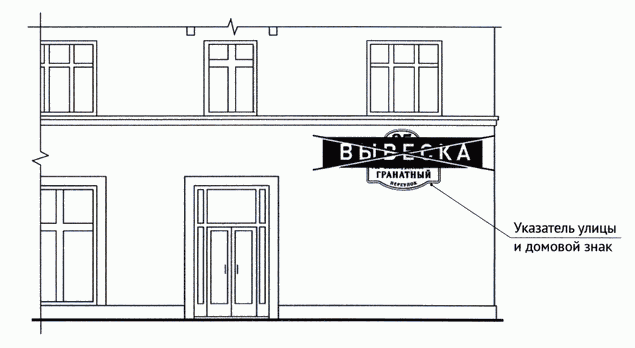 ВЫВЕСКА
ГРАНАТНЫЙ
ПЕРЕУЛОК
Указатель улицы
и домовой знак